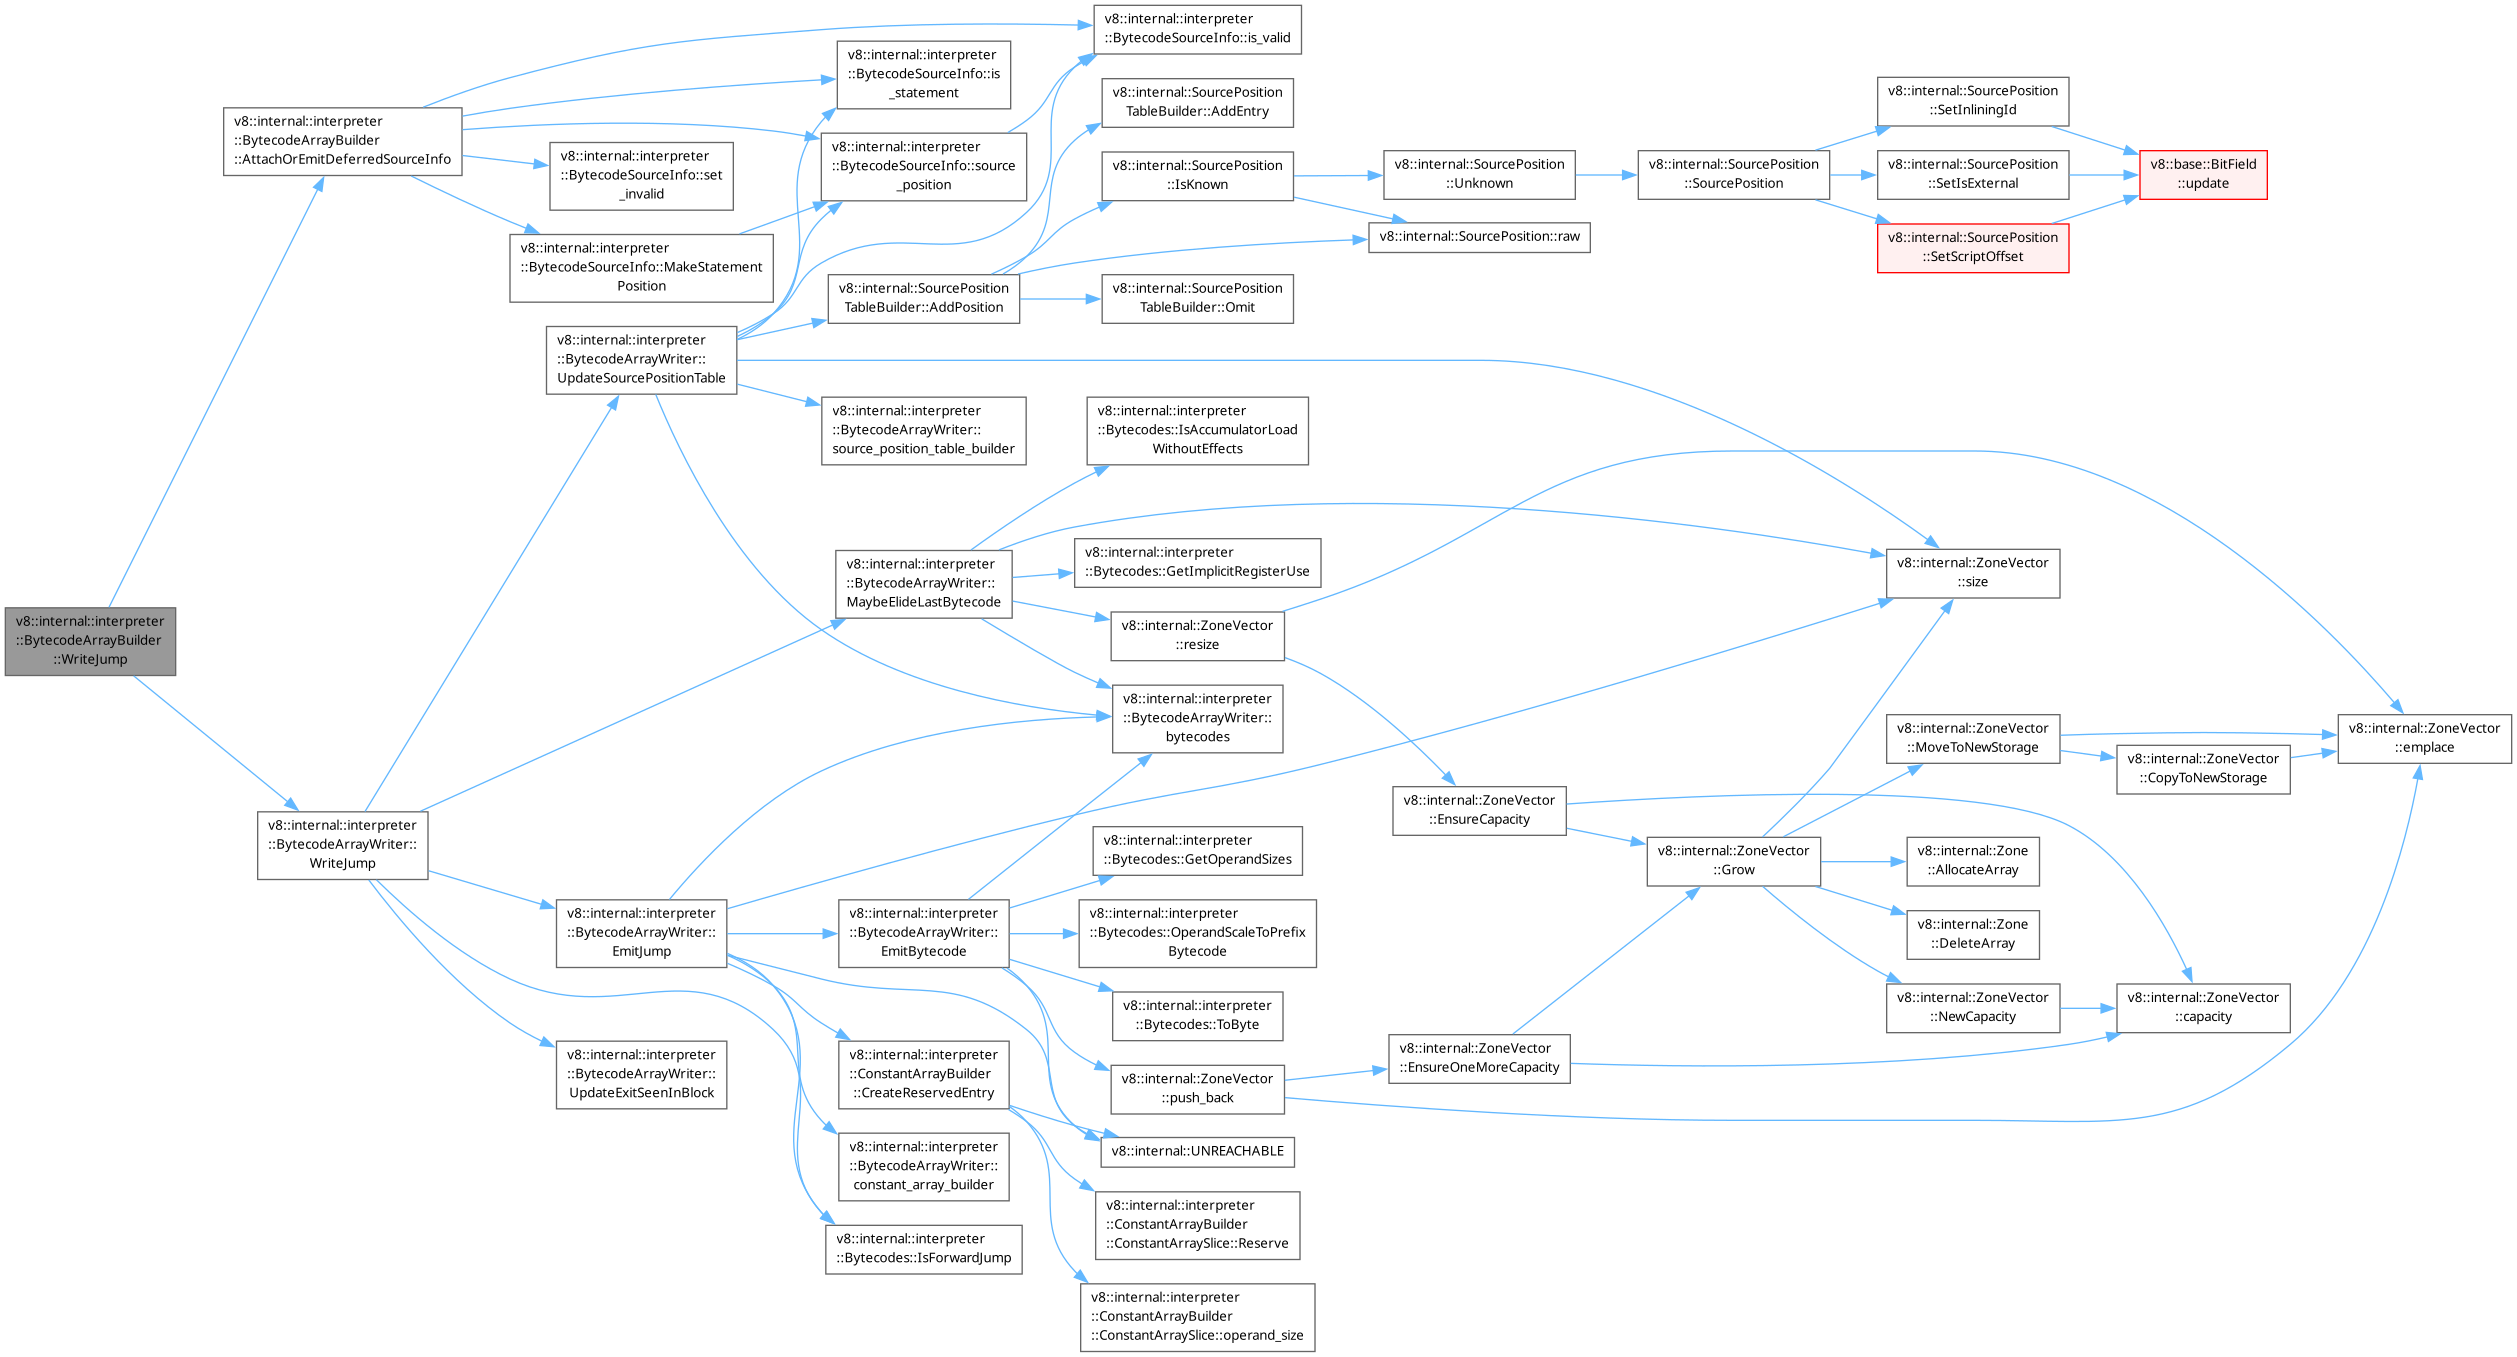 v8::internal::interpreter
::BytecodeArrayBuilder
::WriteJump
v8::internal::interpreter
::BytecodeArrayBuilder
::AttachOrEmitDeferredSourceInfo
v8::internal::interpreter
::BytecodeArrayWriter::
WriteJump
v8::internal::interpreter
::BytecodeSourceInfo::set
_invalid
v8::internal::interpreter
::BytecodeSourceInfo::MakeStatement
Position
v8::internal::interpreter
::BytecodeArrayWriter::
UpdateSourcePositionTable
v8::internal::interpreter
::BytecodeArrayWriter::
EmitJump
v8::internal::interpreter
::BytecodeArrayWriter::
UpdateExitSeenInBlock
v8::internal::interpreter
::BytecodeSourceInfo::is
_statement
v8::internal::interpreter
::BytecodeSourceInfo::source
_position
v8::internal::SourcePosition
TableBuilder::AddPosition
v8::internal::interpreter
::BytecodeArrayWriter::
source_position_table_builder
v8::internal::interpreter
::BytecodeArrayWriter::
MaybeElideLastBytecode
v8::internal::interpreter
::BytecodeArrayWriter::
EmitBytecode
v8::internal::interpreter
::ConstantArrayBuilder
::CreateReservedEntry
v8::internal::interpreter
::BytecodeArrayWriter::
constant_array_builder
v8::internal::interpreter
::Bytecodes::IsForwardJump
v8::internal::interpreter
::BytecodeSourceInfo::is_valid
v8::internal::SourcePosition
TableBuilder::AddEntry
v8::internal::SourcePosition
::IsKnown
v8::internal::SourcePosition
TableBuilder::Omit
v8::internal::interpreter
::Bytecodes::IsAccumulatorLoad
WithoutEffects
v8::internal::interpreter
::Bytecodes::GetImplicitRegisterUse
v8::internal::ZoneVector
::resize
v8::internal::interpreter
::BytecodeArrayWriter::
bytecodes
v8::internal::interpreter
::Bytecodes::GetOperandSizes
v8::internal::interpreter
::Bytecodes::OperandScaleToPrefix
Bytecode
v8::internal::interpreter
::Bytecodes::ToByte
v8::internal::ZoneVector
::push_back
v8::internal::UNREACHABLE
v8::internal::interpreter
::ConstantArrayBuilder
::ConstantArraySlice::Reserve
v8::internal::interpreter
::ConstantArrayBuilder
::ConstantArraySlice::operand_size
v8::internal::SourcePosition
::Unknown
v8::internal::SourcePosition::raw
v8::internal::ZoneVector
::EnsureCapacity
v8::internal::ZoneVector
::EnsureOneMoreCapacity
v8::internal::SourcePosition
::SourcePosition
v8::internal::ZoneVector
::Grow
v8::internal::SourcePosition
::SetInliningId
v8::internal::SourcePosition
::SetIsExternal
v8::internal::SourcePosition
::SetScriptOffset
v8::internal::ZoneVector
::size
v8::internal::ZoneVector
::MoveToNewStorage
v8::internal::Zone
::AllocateArray
v8::internal::Zone
::DeleteArray
v8::internal::ZoneVector
::NewCapacity
v8::base::BitField
::update
v8::internal::ZoneVector
::CopyToNewStorage
v8::internal::ZoneVector
::capacity
v8::internal::ZoneVector
::emplace